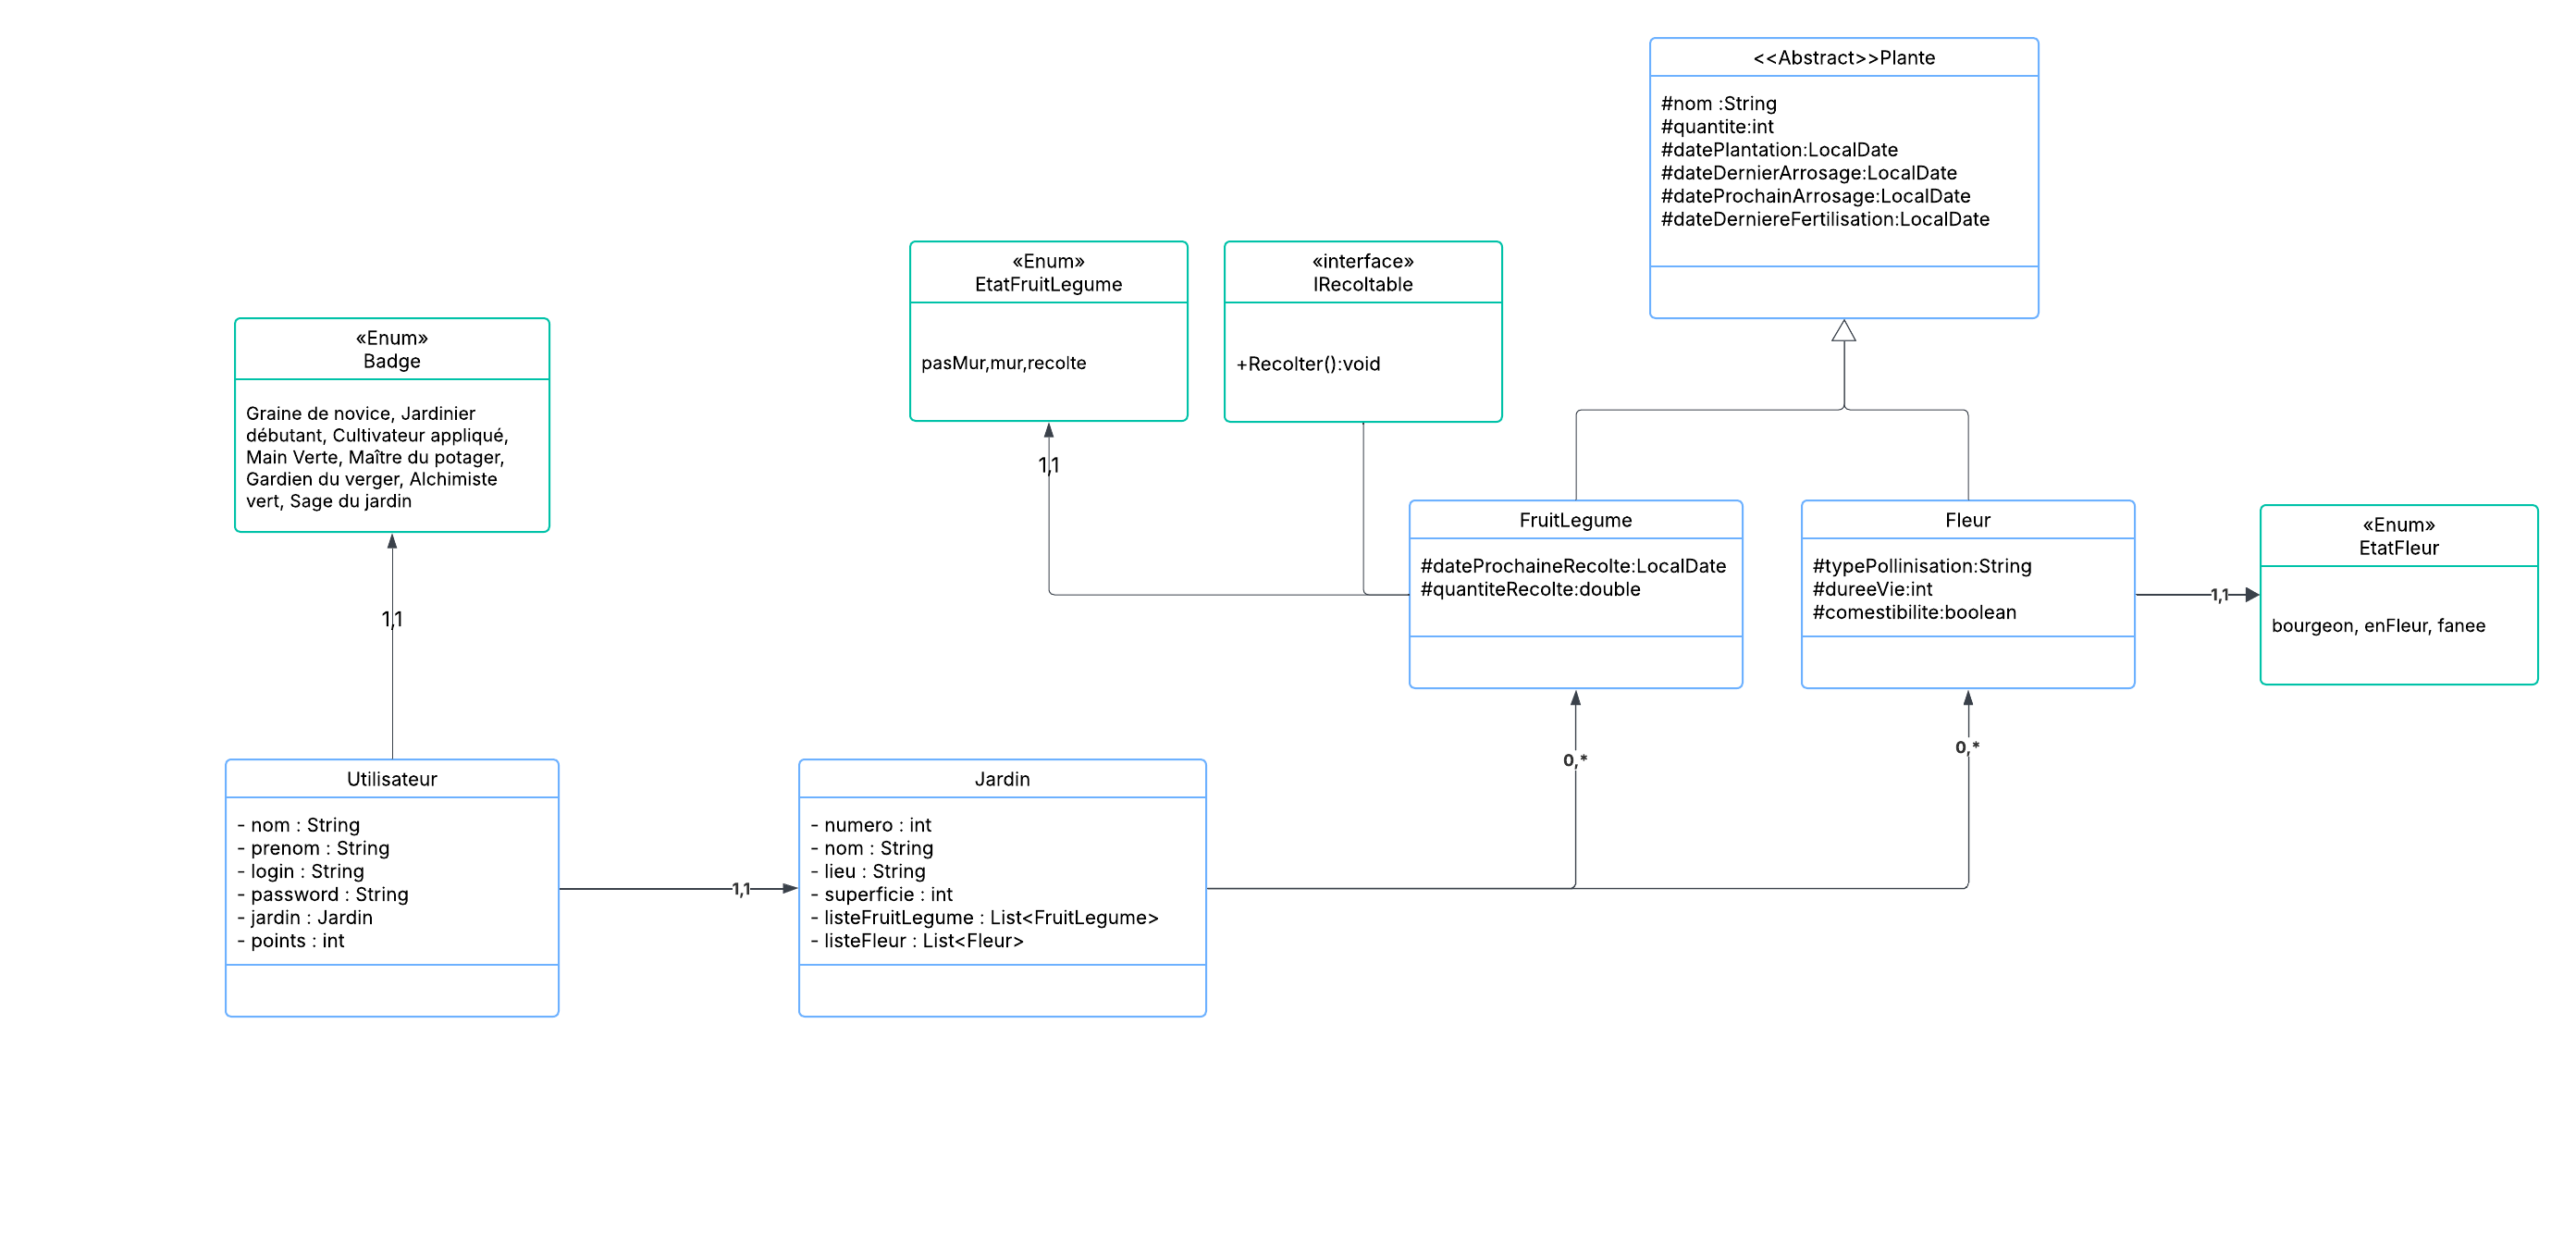 <<Abstract>>Plante
#nom :String
#quantite:int
#datePlantation:LocalDate
#dateDernierArrosage:LocalDate
#dateProchainArrosage:LocalDate
#dateDerniereFertilisation:LocalDate
«Enum»
EtatFruitLegume
pasMur,mur,recolte
«interface»
IRecoltable
+Recolter():void
«Enum»
Badge
Graine de novice, Jardinier
débutant, Cultivateur appliqué,
Main Verte, Maître du potager,
Gardien du verger, Alchimiste
vert, Sage du jardin
1,1
1,1
FruitLegume
#dateProchaineRecolte:LocalDate
#quantiteRecolte:double
Fleur
#typePollinisation:String
#dureeVie:int
#comestibilite:boolean
1,1
«Enum»
EtatFleur
bourgeon, enFleur, fanee
0,*
0,*
Utilisateur
- nom : String
- prenom : String
- login : String
- password : String
- jardin : Jardin
- points : int
1,1
Jardin
- numero : int
- nom : String
- lieu : String
- superficie : int
- listeFruitLegume : List<FruitLegume>
- listeFleur : List<Fleur>